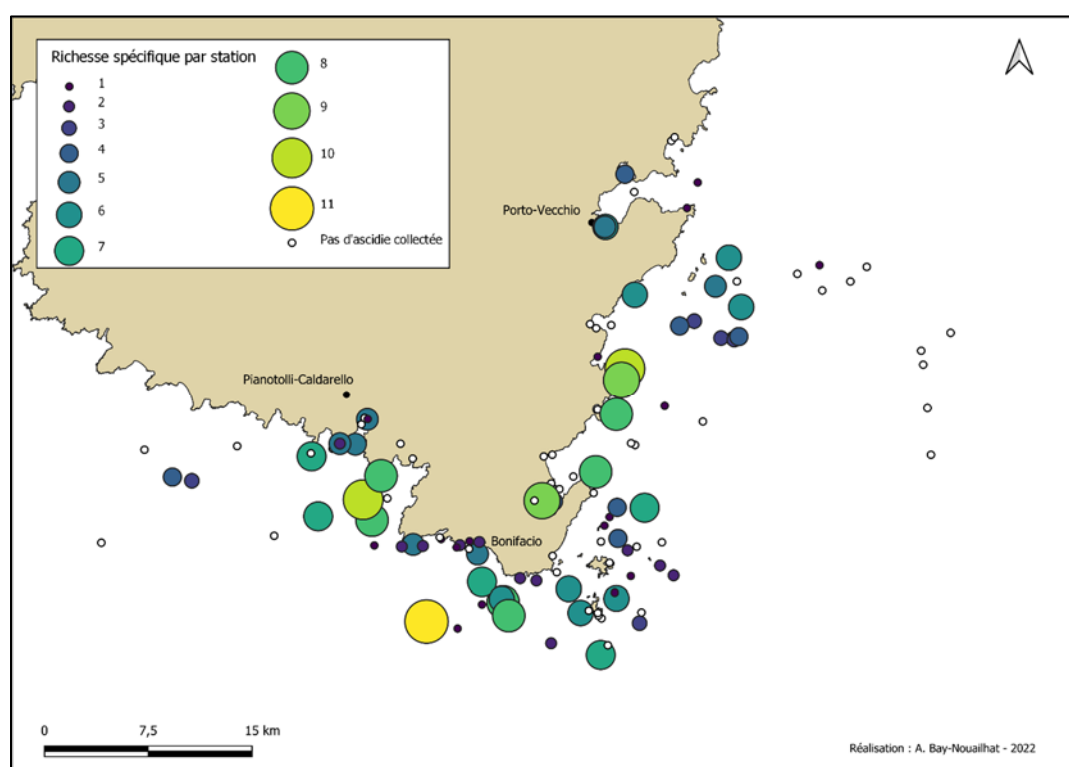 Richesse spécifique par station
1
2
3
4
5
6
7
8
9
10
11
Pas d'ascidie collectée
Porto-Vecchio
Pianotolli-Caldarello
Bonifacio
0 7,5 15 km
Réalisation : A. Bay-Nouailhat - 2022